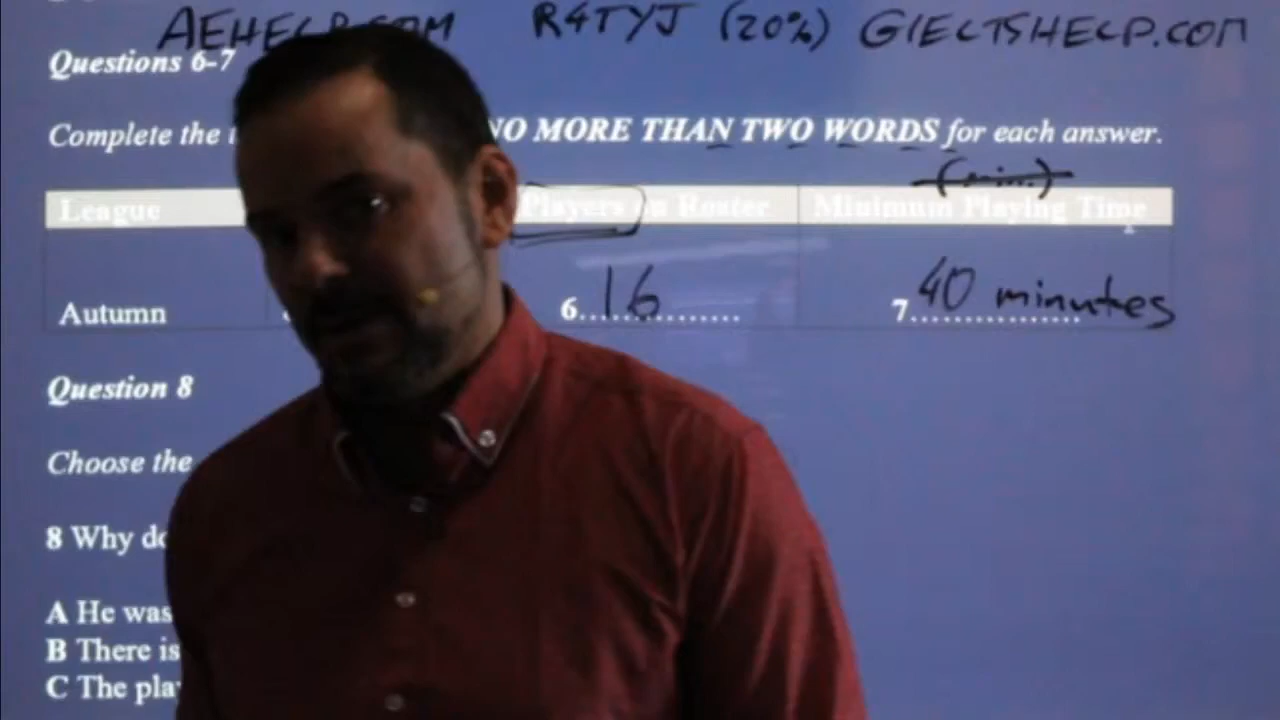 AEHELP.COM R4TYJ (20%) GIELTSHELP.COM
Questions 6-7
Complete the NO MORE THAN TWO WORDS for each answer.
(min.)
League Players on Roster Minimum Playing Time
Autumn 6. 16 .............. 7. 40 minutes ...............
Question 8
Choose the
8 Why do
A He was
B There is
C The play